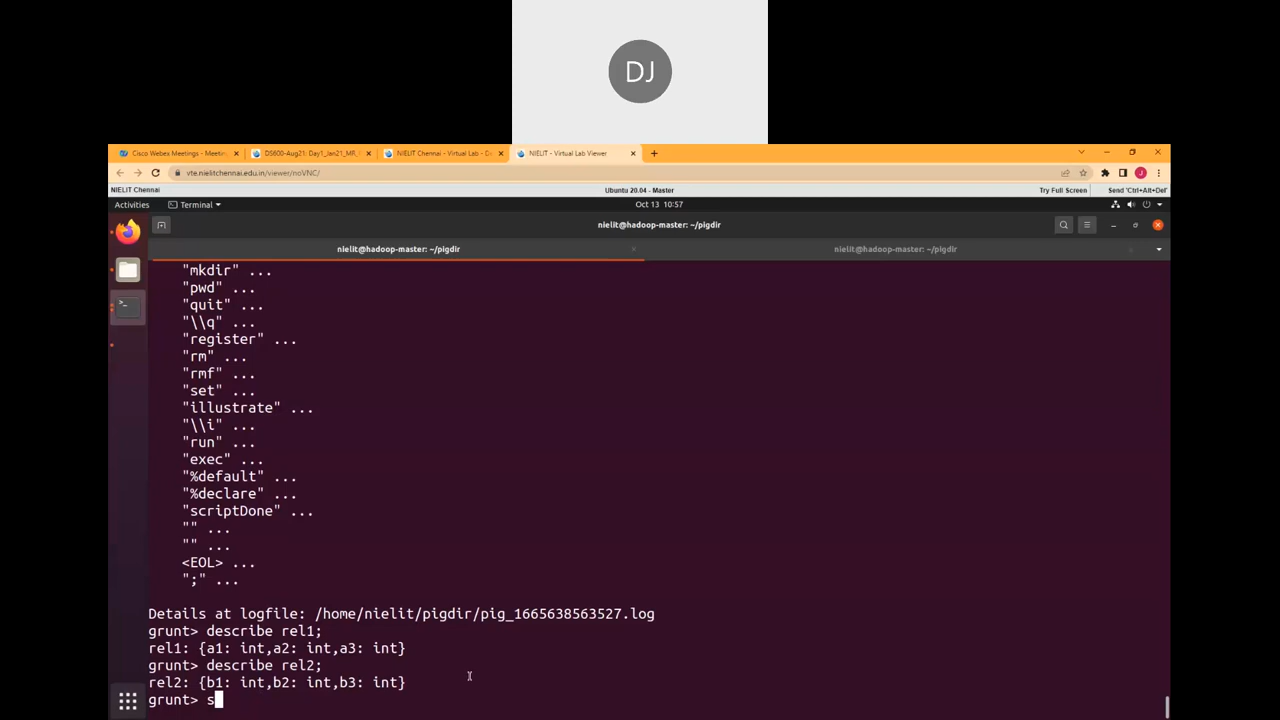 DJ
Cisco Webex Meetings - Meetin
DS600-Aug21: Day1_Jan21_MR,
NIELIT Chennai - Virtual Lab - D
NIELIT - Virtual Lab Viewer
vte.nielitchennai.edu.in/viewer/noVNC/
NIELIT Chennai
Ubuntu 20.04 - Master
Try Full Screen
Send 'Ctrl+Alt+Del'
Activities
Terminal
Oct 13 10:57
nielit@hadoop-master: ~/pigdir
nielit@hadoop-master: ~/pigdir
nielit@hadoop-master: ~/pigdir
"mkdir" ...
"pwd" ...
"quit" ...
"\\q" ...
"register" ...
"rm" ...
"rmf" ...
"set" ...
"illustrate" ...
"\\i" ...
"run" ...
"exec" ...
"%default" ...
"%declare" ...
"scriptDone" ...
"" ...
"" ...
<EOL> ...
";" ...
Details at logfile: /home/nielit/pigdir/pig_1665638563527.log
grunt> describe rel1;
rel1: {a1: int,a2: int,a3: int}
grunt> describe rel2;
rel2: {b1: int,b2: int,b3: int}
grunt> s